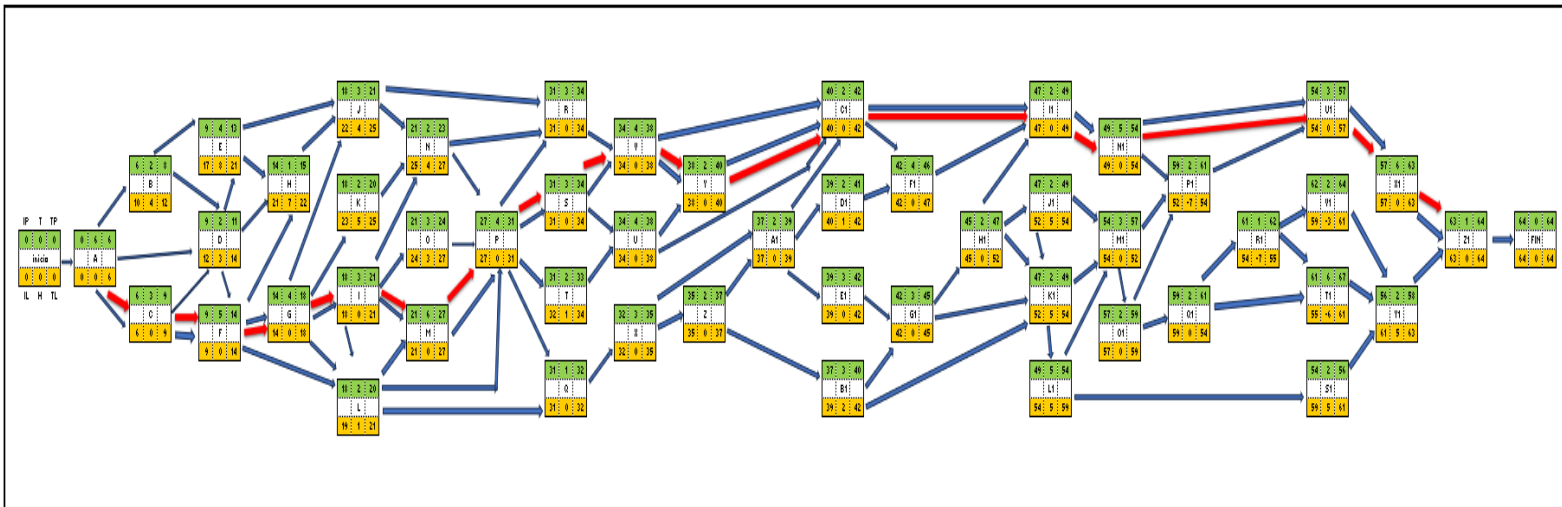 IP T TP
0 0 0
inicio
0 0 0
IL H TL
0 6 6
A
0 0 6
6 2 8
B
10 4 12
6 3 9
C
6 0 9
9 4 13
E
17 8 21
9 2 11
D
12 3 14
9 5 14
F
9 0 14
14 1 15
H
21 7 22
14 4 18
G
14 0 18
18 3 21
J
22 4 25
18 2 20
K
23 5 25
18 3 21
I
18 0 21
18 2 20
L
19 1 21
21 2 23
N
25 4 27
21 3 24
O
24 3 27
21 6 27
M
21 0 27
27 4 31
P
27 0 31
31 3 34
R
31 0 34
31 3 34
S
31 0 34
31 2 33
T
32 1 34
31 1 32
Q
31 0 32
34 4 38
V
34 0 38
34 4 38
U
34 0 38
32 3 35
X
32 0 35
38 2 40
Y
38 0 40
35 2 37
Z
35 0 37
37 2 39
A1
37 0 39
40 2 42
C1
40 0 42
39 2 41
D1
40 1 42
39 3 42
E1
39 0 42
37 3 40
B1
39 2 42
42 4 46
F1
42 0 47
42 3 45
G1
42 0 45
45 2 47
H1
45 0 52
47 2 49
I1
47 0 49
47 2 49
J1
52 5 54
47 2 49
K1
52 5 54
49 5 54
L1
54 5 59
49 5 54
N1
49 0 54
54 3 57
M1
54 0 52
57 2 59
O1
57 0 59
59 2 61
P1
52 -7 54
59 2 61
Q1
59 0 54
61 1 62
R1
54 -7 55
54 3 57
U1
54 0 57
62 2 64
V1
59 -3 61
61 6 67
T1
55 -6 61
54 2 56
S1
59 5 61
57 6 63
X1
57 0 63
56 2 58
Y1
61 5 63
63 1 64
Z1
63 0 64
64 0 64
FIN
64 0 64